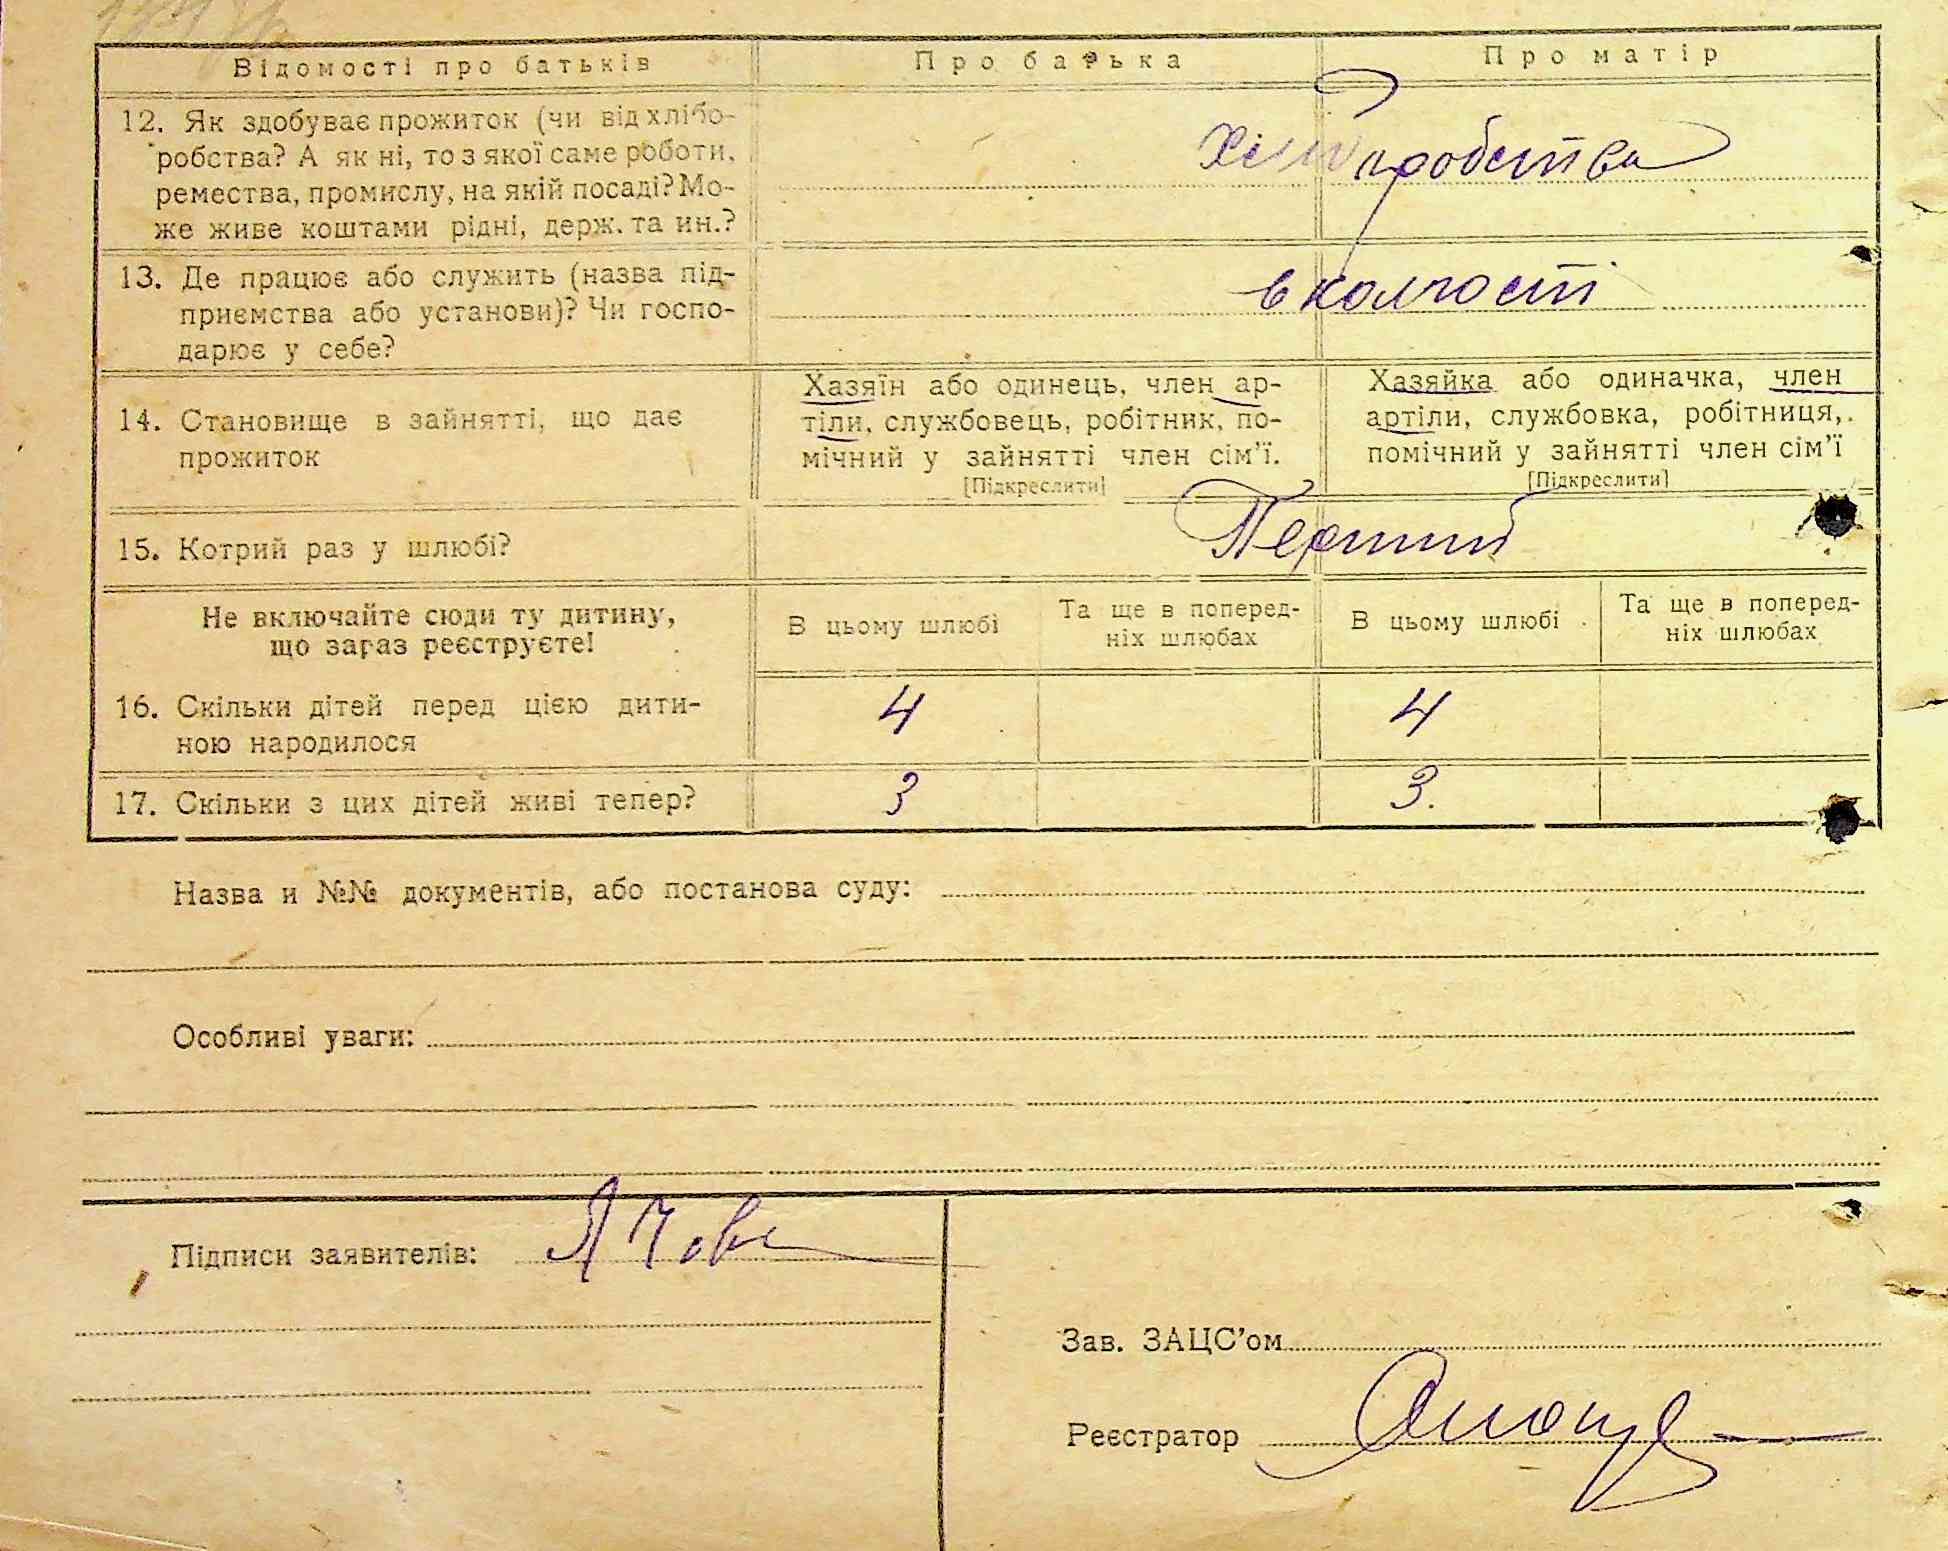 Відомості про батьків Про батька Про матір
12. Як здобуває прожиток (чи від хлібо-
робства? А як ні, то з якої саме роботи,
ремества, промислу, на якій посаді? Мо-
же живе коштами рідні, держ. та ин.?
хліборобства
13. Де працює або служить (назва під-
приємства або установи)? Чи госпо-
дарює у себе?
в колгоспі
14. Становище в зайнятті, що дає
прожиток
Хазяїн або одинець, член ар-
тіли, службовець, робітник, по-
мічний у зайнятті член сім'ї.
[Підкреслити]
Хазяйка або одиначка, член
артіли, службовка, робітниця,
помічний у зайнятті член сім'ї
[Підкреслити]
15. Котрий раз у шлюбі?
Перший
Не включайте сюди ту дитину,
що зараз реєструєте!
В цьому шлюбі
Та ще в поперед-
ніх шлюбах
В цьому шлюбі
Та ще в поперед-
ніх шлюбах
16. Скільки дітей перед цією дити-
ною народилося
4 4
17. Скільки з цих дітей живі тепер? 3 3.
Назва и №№ документів, або постанова суду:
Особливі уваги:
Підписи заявителів:
Зав. ЗАЦС'ом
Реєстратор